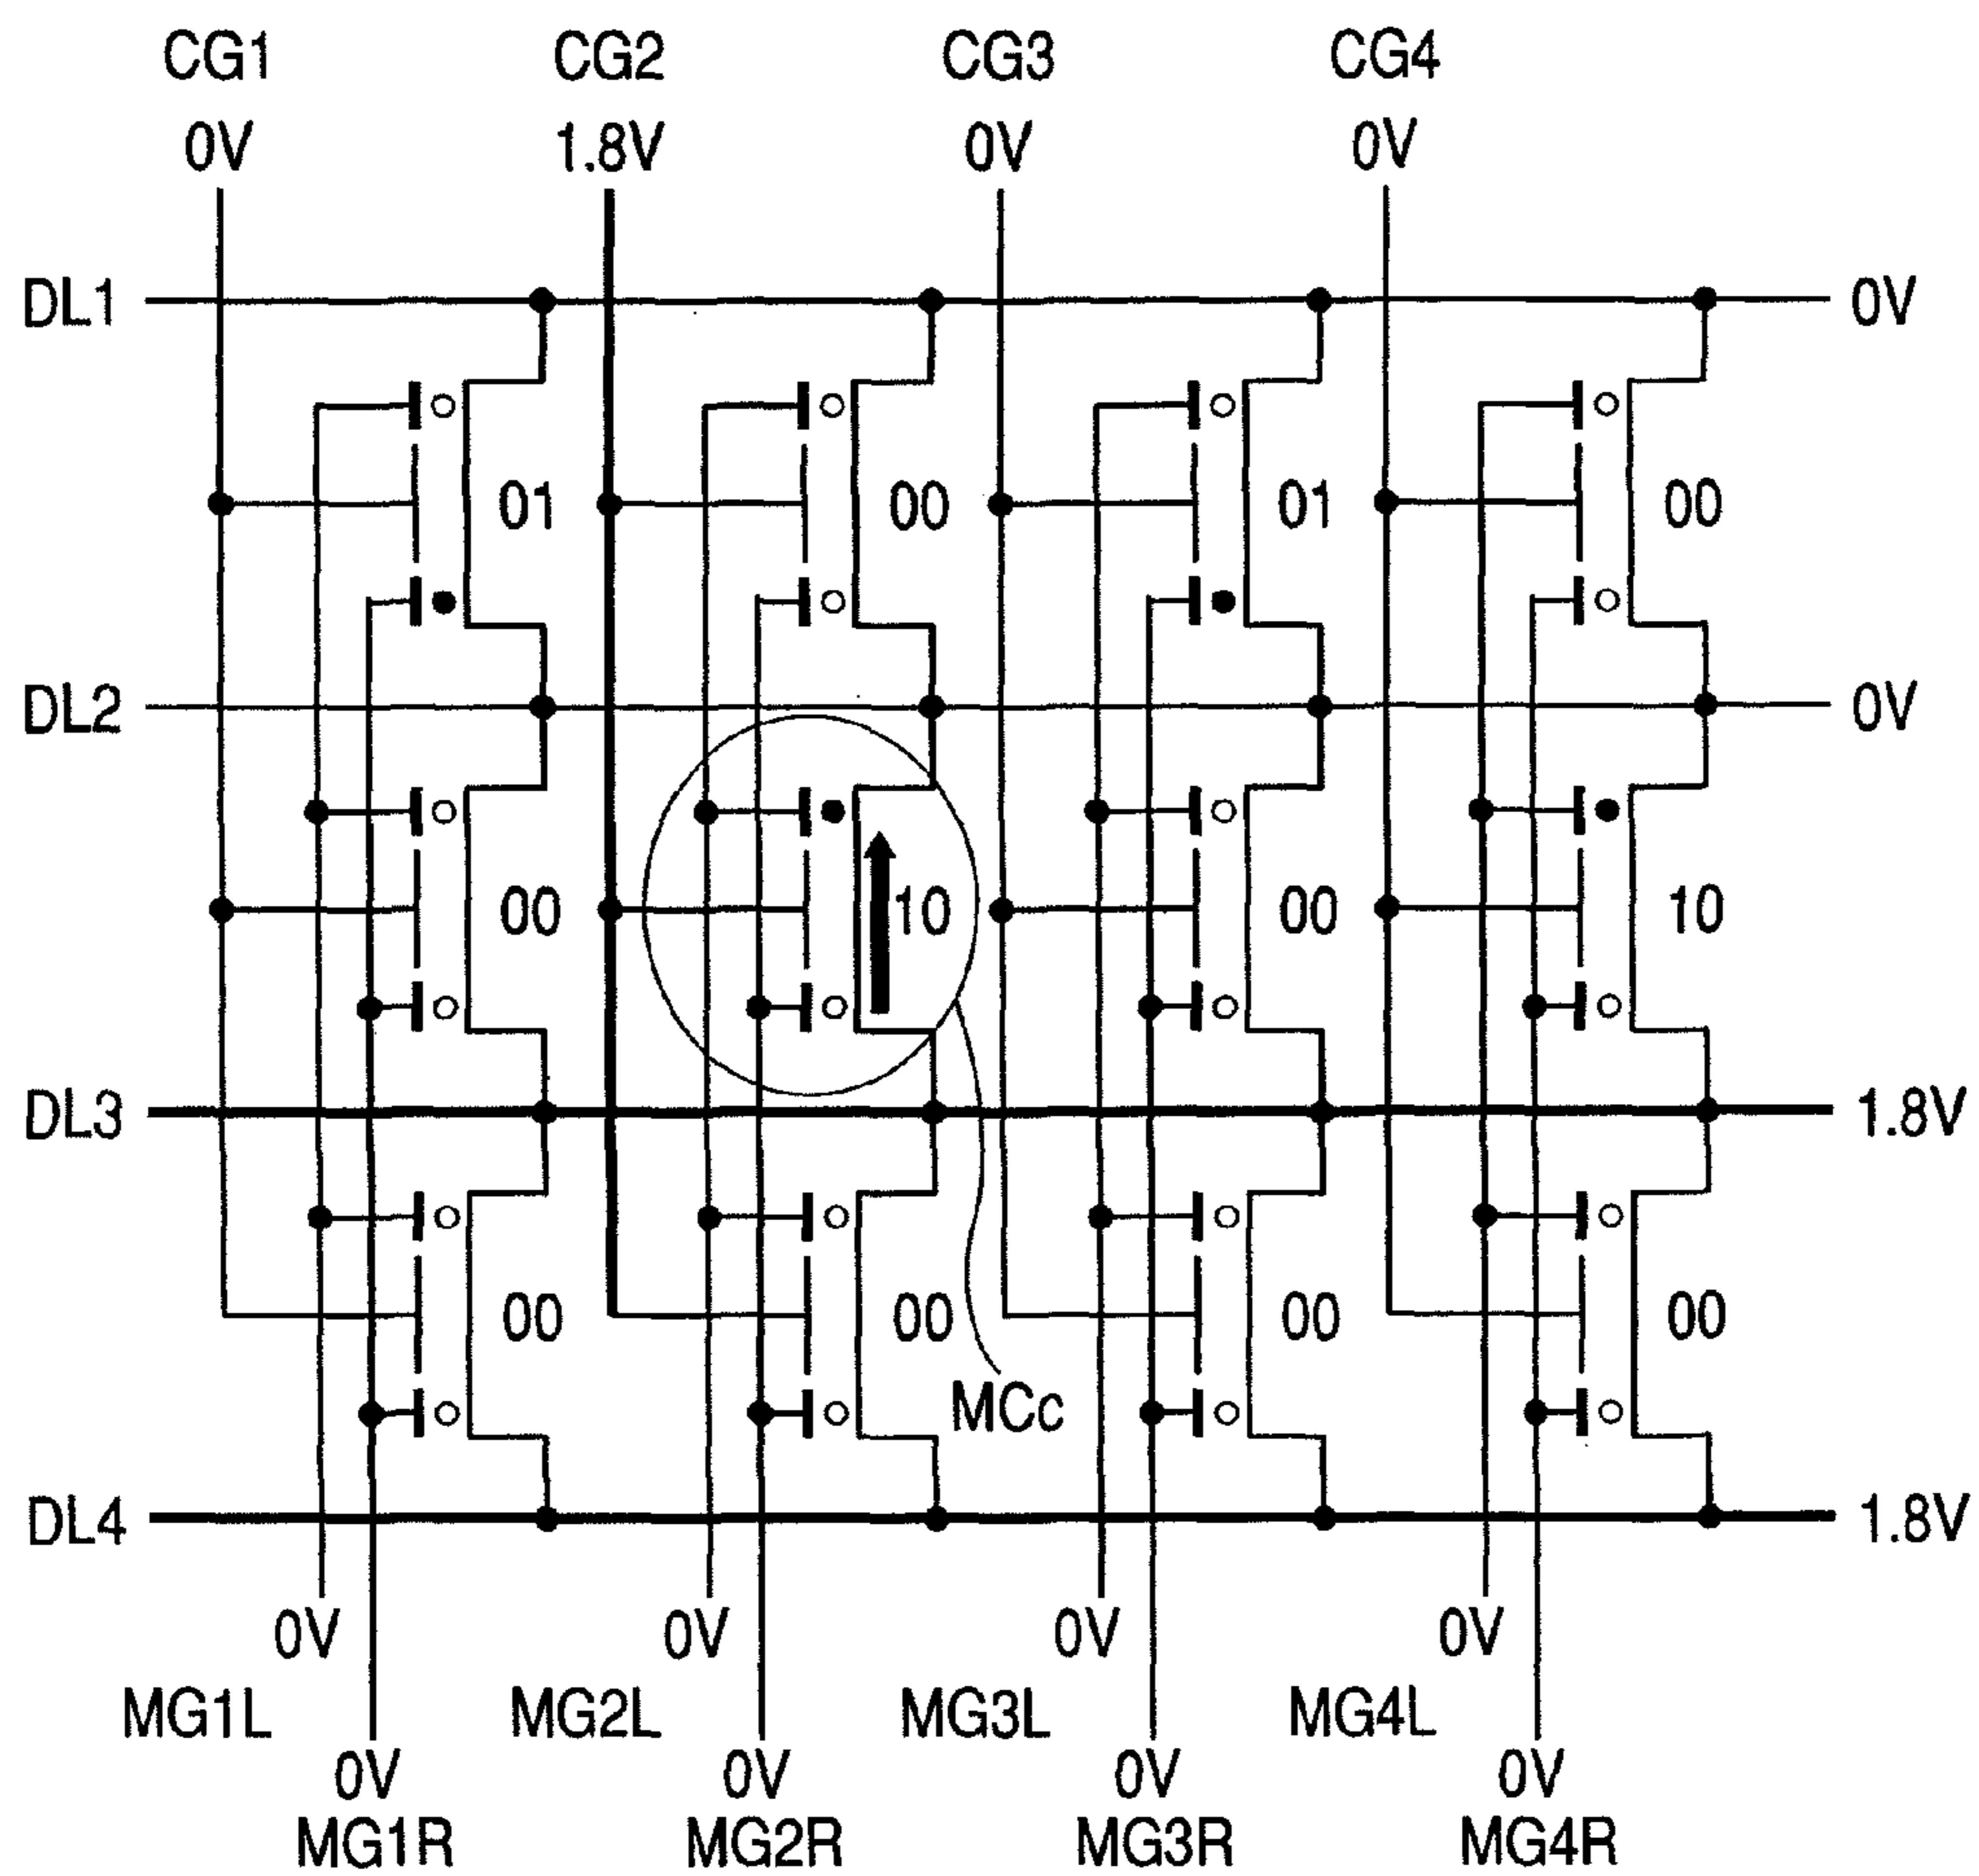 CG1 CG2 CG3 CG4
0V 1.8V 0V 0V
DL1 0V
01 00 01 00
DL2 0V
00 10 00 10
DL3 1.8V
00 00 00 00
MCc
DL4 1.8V
0V 0V 0V 0V
MG1L MG2L MG3L MG4L
0V 0V 0V 0V
MG1R MG2R MG3R MG4R